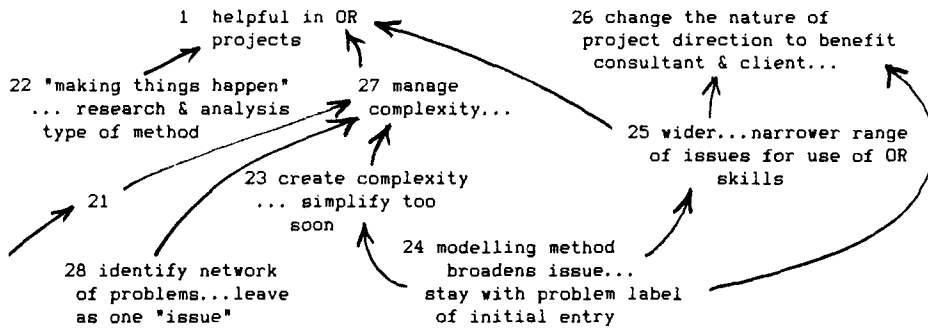 1 helpful in OR
projects
26 change the nature of
project direction to benefit
consultant & client...
22 "making things happen"
... research & analysis
type of method
27 manage
complexity...
25 wider...narrower range
of issues for use of OR
skills
21
23 create complexity
... simplify too
soon
24 modelling method
broadens issue...
stay with problem label
of initial entry
28 identify network
of problems...leave
as one "issue"